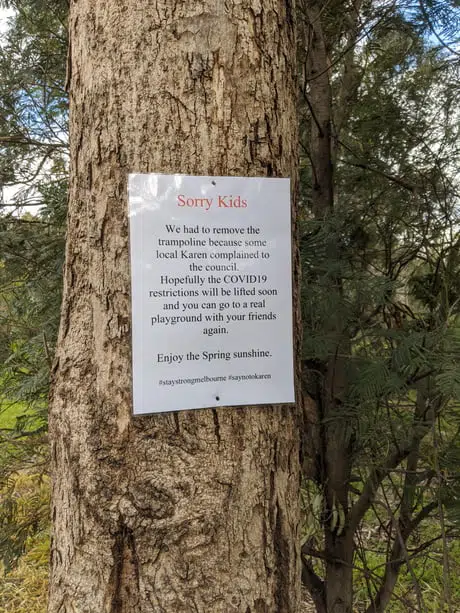 Sorry Kids
We had to remove the
trampoline because some
local Karen complained to
the council.
Hopefully the COVID19
restrictions will be lifted soon
and you can go to a real
playground with your friends
again.
Enjoy the Spring sunshine.
#staystrongmelbourne #saynotokaren